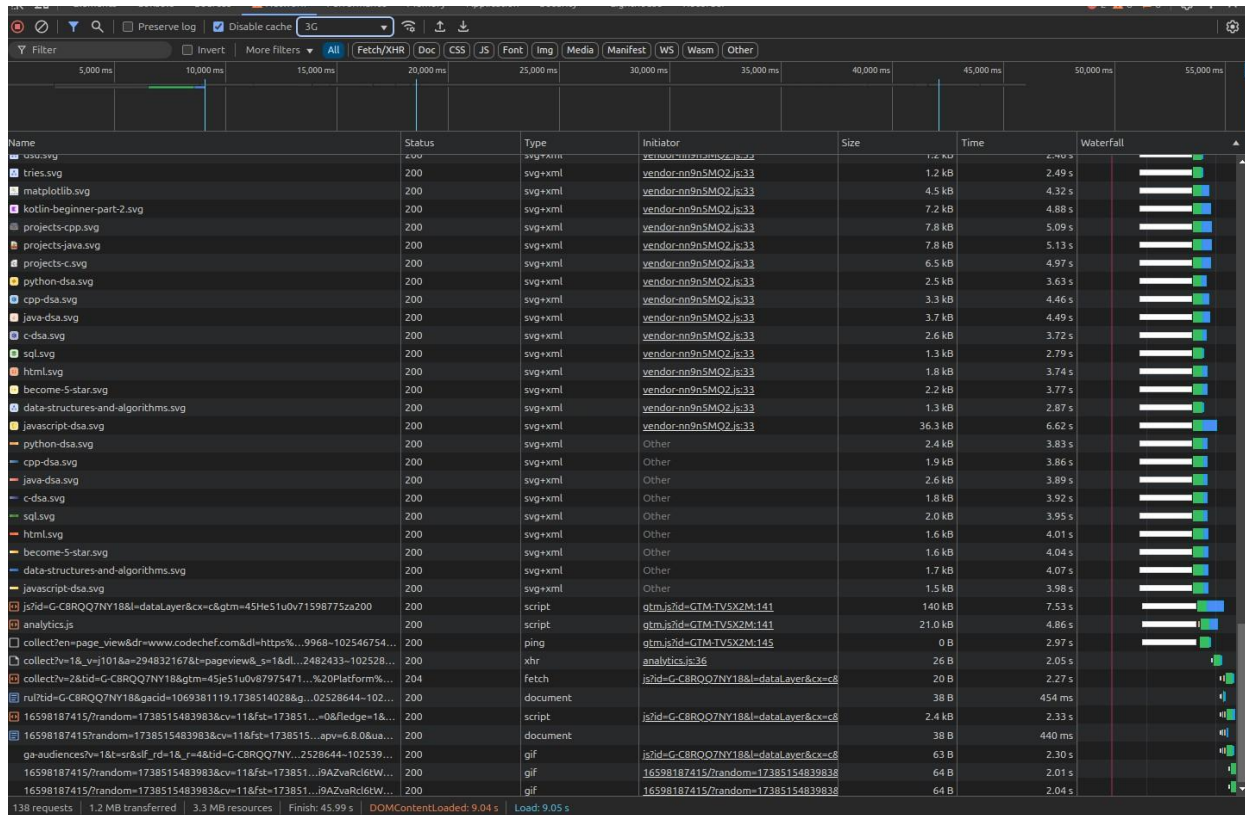 Preserve log Disable cache 3G
Filter Invert More filters All Fetch/XHR Doc CSS JS Font Img Media Manifest WS Wasm Other
5,000 ms 10,000 ms 15,000 ms 20,000 ms 25,000 ms 30,000 ms 35,000 ms 40,000 ms 45,000 ms 50,000 ms 55,000 ms
Name Status Type Initiator Size Time Waterfall
dsu.svg 200 svg+xml vendor-nn9n5MQ2.js:33 1.2 kB 2.46 s
tries.svg 200 svg+xml vendor-nn9n5MQ2.js:33 1.2 kB 2.49 s
matplotlib.svg 200 svg+xml vendor-nn9n5MQ2.js:33 4.5 kB 4.32 s
kotlin-beginner-part-2.svg 200 svg+xml vendor-nn9n5MQ2.js:33 7.2 kB 4.88 s
projects-cpp.svg 200 svg+xml vendor-nn9n5MQ2.js:33 7.8 kB 5.09 s
projects-java.svg 200 svg+xml vendor-nn9n5MQ2.js:33 7.8 kB 5.13 s
projects-c.svg 200 svg+xml vendor-nn9n5MQ2.js:33 6.5 kB 4.97 s
python-dsa.svg 200 svg+xml vendor-nn9n5MQ2.js:33 2.5 kB 3.63 s
cpp-dsa.svg 200 svg+xml vendor-nn9n5MQ2.js:33 3.3 kB 4.46 s
java-dsa.svg 200 svg+xml vendor-nn9n5MQ2.js:33 3.7 kB 4.49 s
c-dsa.svg 200 svg+xml vendor-nn9n5MQ2.js:33 2.6 kB 3.72 s
sql.svg 200 svg+xml vendor-nn9n5MQ2.js:33 1.3 kB 2.79 s
html.svg 200 svg+xml vendor-nn9n5MQ2.js:33 1.8 kB 3.74 s
become-5-star.svg 200 svg+xml vendor-nn9n5MQ2.js:33 2.2 kB 3.77 s
data-structures-and-algorithms.svg 200 svg+xml vendor-nn9n5MQ2.js:33 1.3 kB 2.87 s
javascript-dsa.svg 200 svg+xml vendor-nn9n5MQ2.js:33 36.3 kB 6.62 s
python-dsa.svg 200 svg+xml Other 2.4 kB 3.83 s
cpp-dsa.svg 200 svg+xml Other 1.9 kB 3.86 s
java-dsa.svg 200 svg+xml Other 2.6 kB 3.89 s
c-dsa.svg 200 svg+xml Other 1.8 kB 3.92 s
sql.svg 200 svg+xml Other 2.0 kB 3.95 s
html.svg 200 svg+xml Other 1.6 kB 4.01 s
become-5-star.svg 200 svg+xml Other 1.6 kB 4.04 s
data-structures-and-algorithms.svg 200 svg+xml Other 1.7 kB 4.07 s
javascript-dsa.svg 200 svg+xml Other 1.5 kB 3.98 s
js?id=G-C8RQQ7NY18&l=dataLayer&cx=c&gtm=45He51u0v71598775za200 200 script gtm.js?id=GTM-TV5X2M:141 140 kB 7.53 s
analytics.js 200 script gtm.js?id=GTM-TV5X2M:141 21.0 kB 4.86 s
collect?en=page_view&dr=www.codechef.com&dl=https%...9968~102546754... 200 ping gtm.js?id=GTM-TV5X2M:145 0 B 2.97 s
collect?v=1&_v=j101&a=294832167&t=pageview&_s=1&dl...2482433~102528... 200 xhr analytics.js:36 26 B 2.05 s
collect?v=2&tid=G-C8RQQ7NY18&gtm=45je51u0v87975471...%20Platform%... 204 fetch js?id=G-C8RQQ7NY18&l=dataLayer&cx=c& 20 B 2.27 s
rul?tid=G-C8RQQ7NY18&gacid=1069381119.1738514028&g...02528644~102... 200 document 38 B 454 ms
16598187415/?random=1738515483983&cv=11&fst=173851...=0&fledge=1&... 200 script js?id=G-C8RQQ7NY18&l=dataLayer&cx=c& 2.4 kB 2.33 s
16598187415?random=1738515483983&cv=11&fst=1738515...apv=6.8.0&ua... 200 document 38 B 440 ms
ga-audiences?v=1&t=sr&slf_rd=1&_r=4&tid=G-C8RQQ7NY...2528644~102539... 200 gif js?id=G-C8RQQ7NY18&l=dataLayer&cx=c& 63 B 2.30 s
16598187415/?random=1738515483983&cv=11&fst=173851...i9AZvaRcl6tW... 200 gif 16598187415/?random=1738515483983& 64 B 2.01 s
16598187415/?random=1738515483983&cv=11&fst=173851...i9AZvaRcl6tW... 200 gif 16598187415/?random=1738515483983& 64 B 2.04 s
138 requests 1.2 MB transferred 3.3 MB resources Finish: 45.99 s DOMContentLoaded: 9.04 s Load: 9.05 s